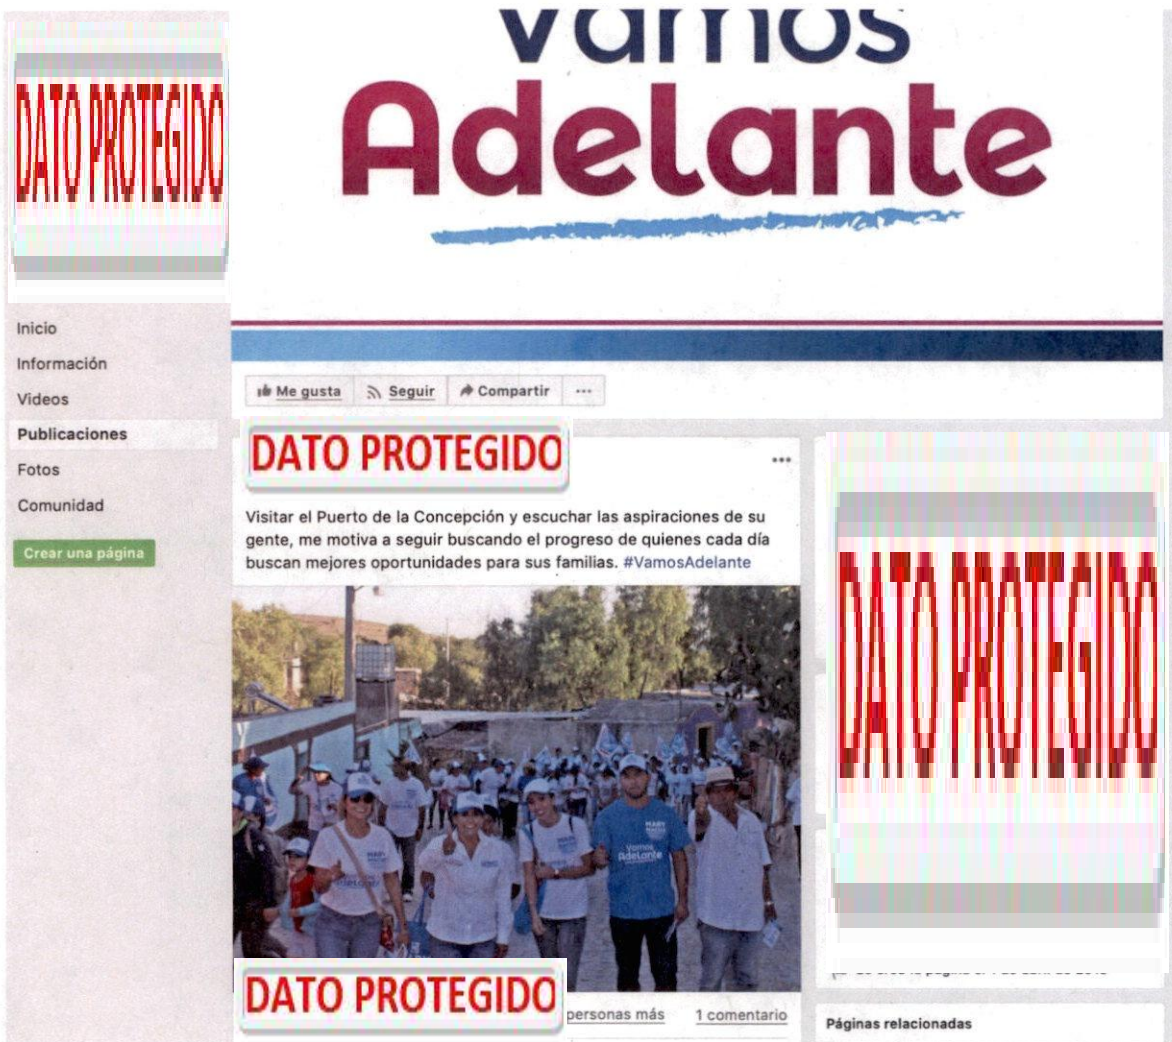 Vamos
Adelante
DATO PROTEGIDO
Inicio
Información
Videos
Publicaciones
Fotos
Comunidad
Crear una página
Me gusta
Seguir
Compartir
DATO PROTEGIDO
Visitar el Puerto de la Concepción y escuchar las aspiraciones de su
gente, me motiva a seguir buscando el progreso de quienes cada día
buscan mejores oportunidades para sus familias. #VamosAdelante
MARY
Vamos
Adelante
DATO PROTEGIDO
personas más
1 comentario
DATO PROTEGIDO
Páginas relacionadas